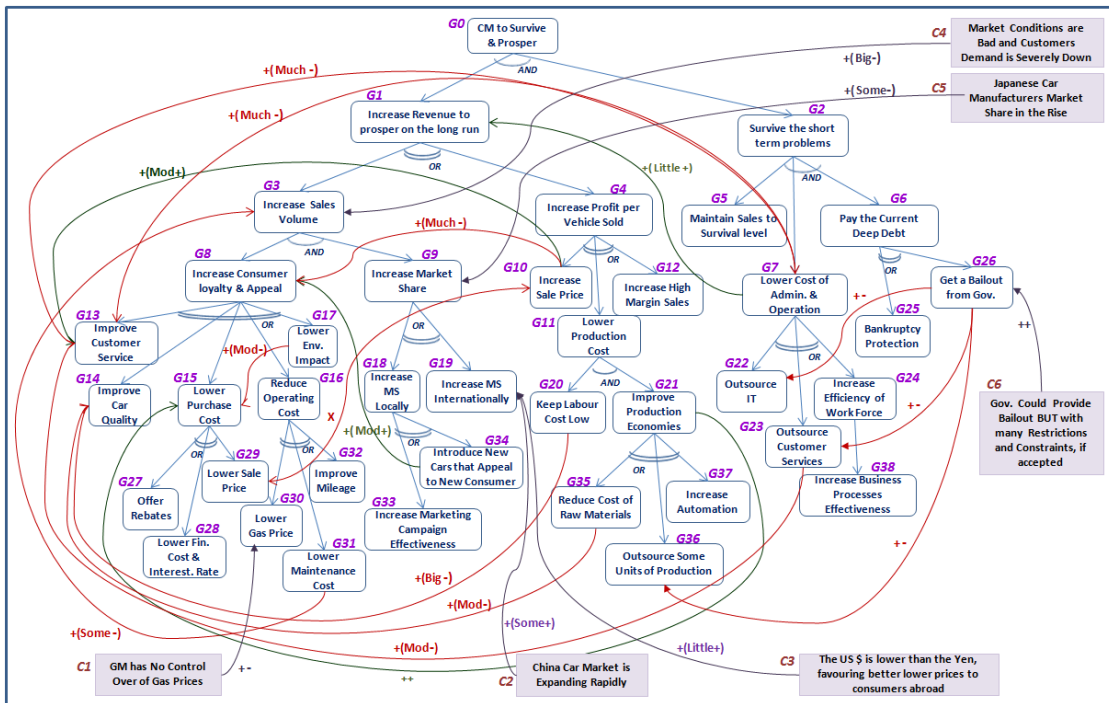 G0
CM to Survive
& Prosper
AND
C4
Market Conditions are
Bad and Customers
Demand is Severely Down
+(Big-)
C5
Japanese Car
Manufacturers Market
Share in the Rise
+(Some-)
+(Much -)
+(Much -)
G1
Increase Revenue to
prosper on the long run
OR
G2
Survive the short
term problems
AND
+(Mod+)
+(Little +)
G3
Increase Sales
Volume
AND
G4
Increase Profit per
Vehicle Sold
OR
G5
Maintain Sales to
Survival level
G6
Pay the Current
Deep Debt
OR
+(Much -)
G8
Increase Consumer
loyalty & Appeal
OR
G9
Increase Market
Share
OR
G10
Increase
Sale Price
G12
Increase High
Margin Sales
G7
Lower Cost of
Admin. & 
Operation
OR
+ -
G26
Get a Bailout
from Gov.
++
G25
Bankruptcy
Protection
G13
Improve
Customer
Service
G17
Lower
Env.
Impact
+(Mod-)
G11
Lower
Production
Cost
AND
G14
Improve
Car
Quality
G15
Lower
Purchase
Cost
OR
G16
Reduce
Operating
Cost
OR
G18
Increase
MS
Locally
OR
G19
Increase MS
Internationally
G20
Keep Labour
Cost Low
G21
Improve
Production
Economies
OR
G22
Outsource
IT
G24
Increase
Efficiency of
Work Force
+ -
G23
Outsource
Customer
Services
C6
Gov. Could Provide
Bailout BUT with
many Restrictions
and Constraints, if
accepted
X
+( Mod+)
G27
Offer
Rebates
G29
Lower Sale
Price
G32
Improve
Mileage
G34
Introduce New
Cars that Appeal
to New Consumer
G35
Reduce Cost of
Raw Materials
G37
Increase
Automation
G38
Increase Business
Processes
Effectiveness
G28
Lower Fin.
Cost &
Interest. Rate
G30
Lower
Gas Price
G31
Lower
Maintenance
Cost
G33
Increase Marketing
Campaign
Effectiveness
G36
Outsource Some
Units of Production
+ -
+(Big-)
+(Mod-)
+(Some -)
+(Mod-)
+(Some+)
+(Little+)
C1
GM has No Control
Over of Gas Prices
+ -
++
C2
China Car Market is
Expanding Rapidly
C3
The US $ is lower than the Yen,
favouring better lower prices to
consumers abroad